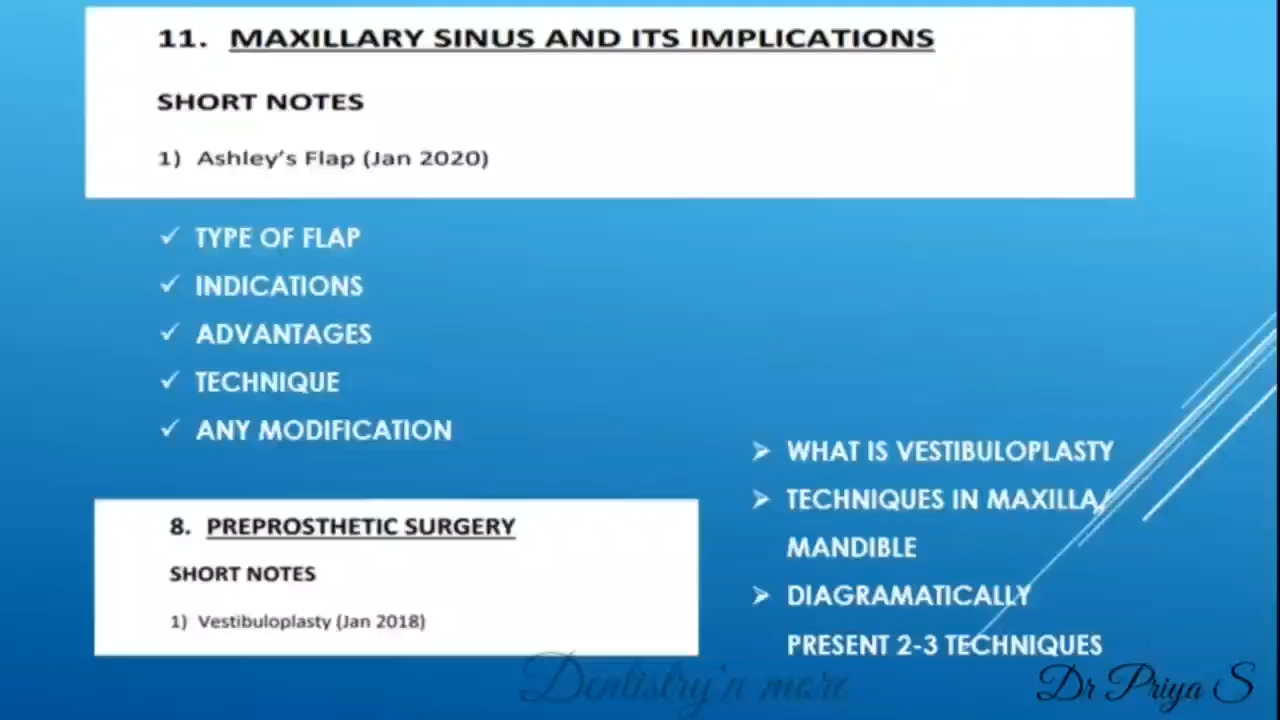 11. MAXILLARY SINUS AND ITS IMPLICATIONS
SHORT NOTES
1) Ashley's Flap (Jan 2020)
✓ TYPE OF FLAP
✓ INDICATIONS
✓ ADVANTAGES
✓ TECHNIQUE
✓ ANY MODIFICATION
8. PREPROSTHETIC SURGERY
SHORT NOTES
1) Vestibuloplasty (Jan 2018)
➤ WHAT IS VESTIBULOPLASTY
➤ TECHNIQUES IN MAXILLA/
MANDIBLE
➤ DIAGRAMATICALLY
PRESENT 2-3 TECHNIQUES
Dentistry'n more
Dr Priya S